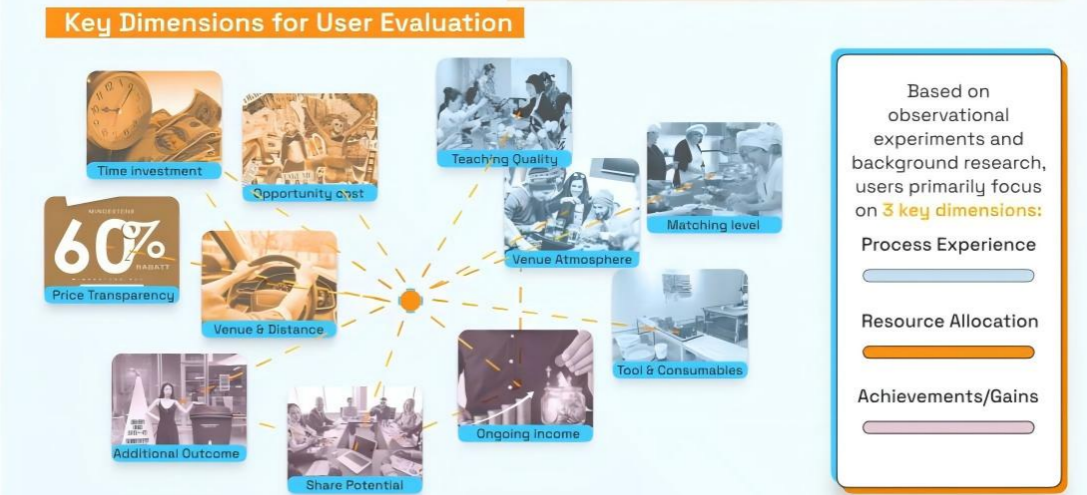 Key Dimensions for User Evaluation
Time investment
Opportunity cost
MINDESTENS
60%
RABATT
Price Transparency
Venue & Distance
Teaching Quality
Venue Atmosphere
Matching level
Tool & Consumables
Additional Outcome
Share Potential
Ongoing Income
Based on
observational
experiments and
background research,
users primarily focus
on 3 key dimensions:
Process Experience
Resource Allocation
Achievements/Gains